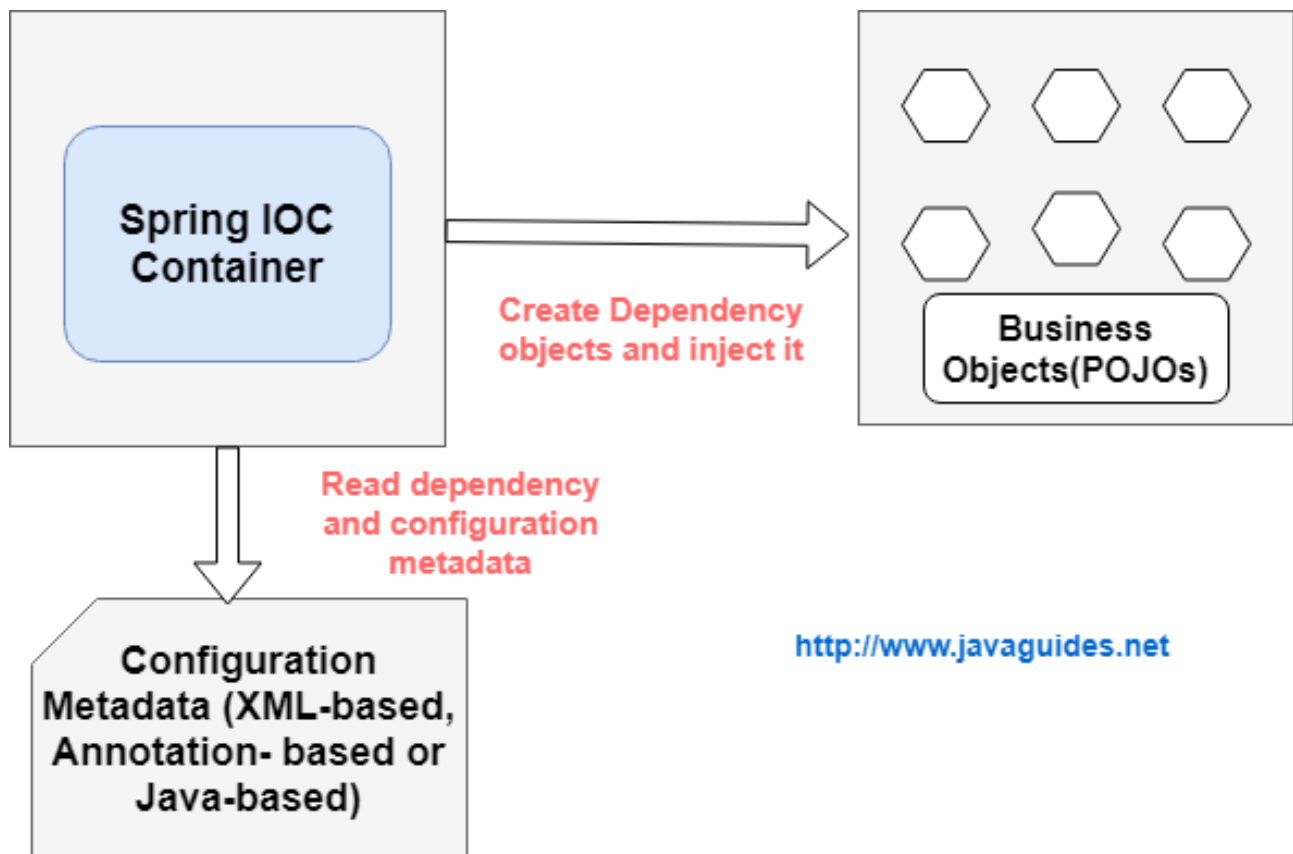 Spring IOC
Container
Create Dependency
objects and inject it
Business
Objects(POJOs)
Read dependency
and configuration
metadata
Configuration
Metadata (XML-based,
Annotation- based or
Java-based)
http://www.javaguides.net